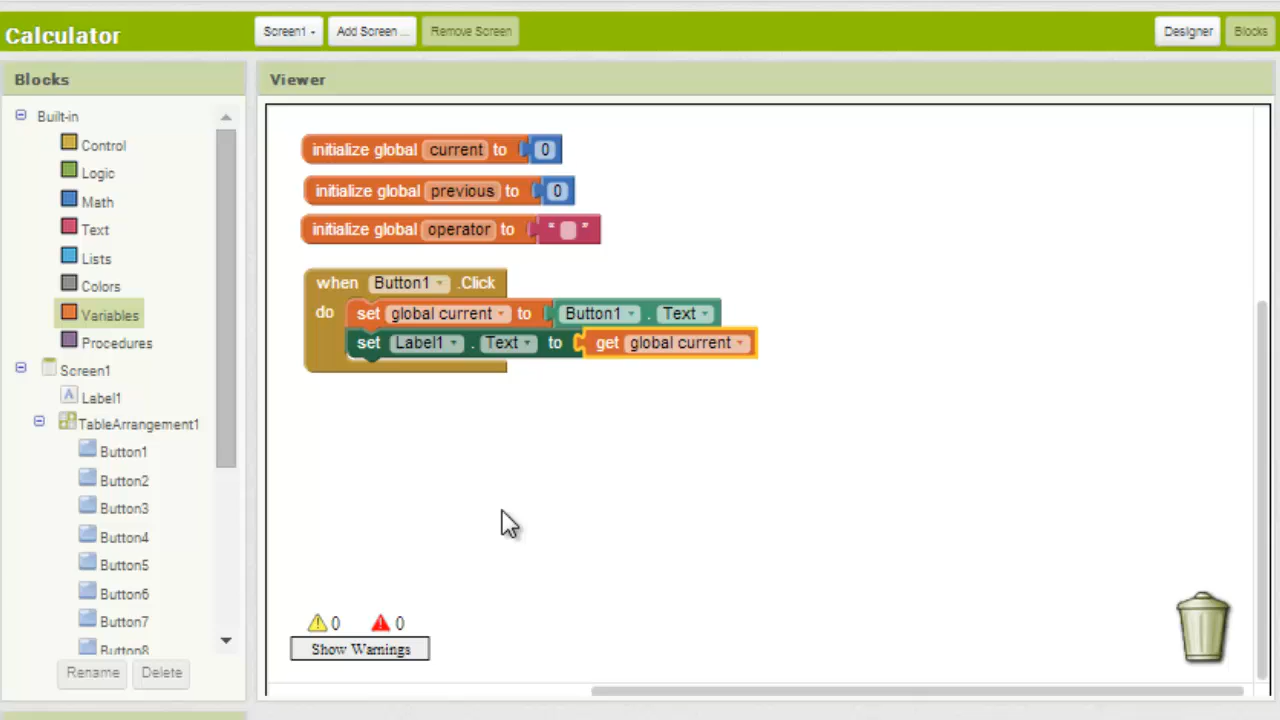 Calculator
Screen1
Add Screen ...
Remove Screen
Designer
Blocks
Blocks
Viewer
Built-in
Control
Logic
Math
Text
Lists
Colors
Variables
Procedures
Screen1
Label1
TableArrangement1
Button1
Button2
Button3
Button4
Button5
Button6
Button7
Button8
Rename
Delete
initialize global current to 0
initialize global previous to 0
initialize global operator to " "
when Button1 .Click
do set global current to Button1 . Text
set Label1 . Text to get global current
0 0
Show Warnings